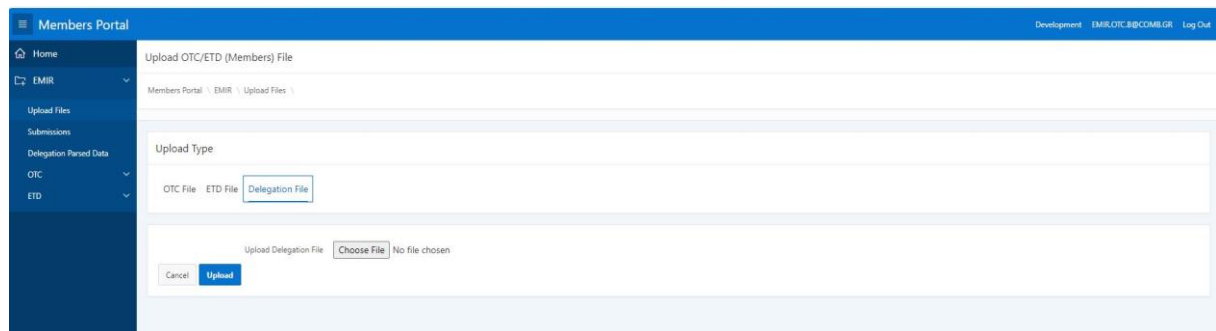 Members Portal
Development EMIR.OTC.B@COMB.GR Log Out
Home
EMIR
Upload Files
Submissions
Delegation Parsed Data
OTC
ETD
Upload OTC/ETD (Members) File
Members Portal \ EMIR \ Upload Files \
Upload Type
OTC File ETD File Delegation File
Upload Delegation File Choose File No file chosen
Cancel Upload